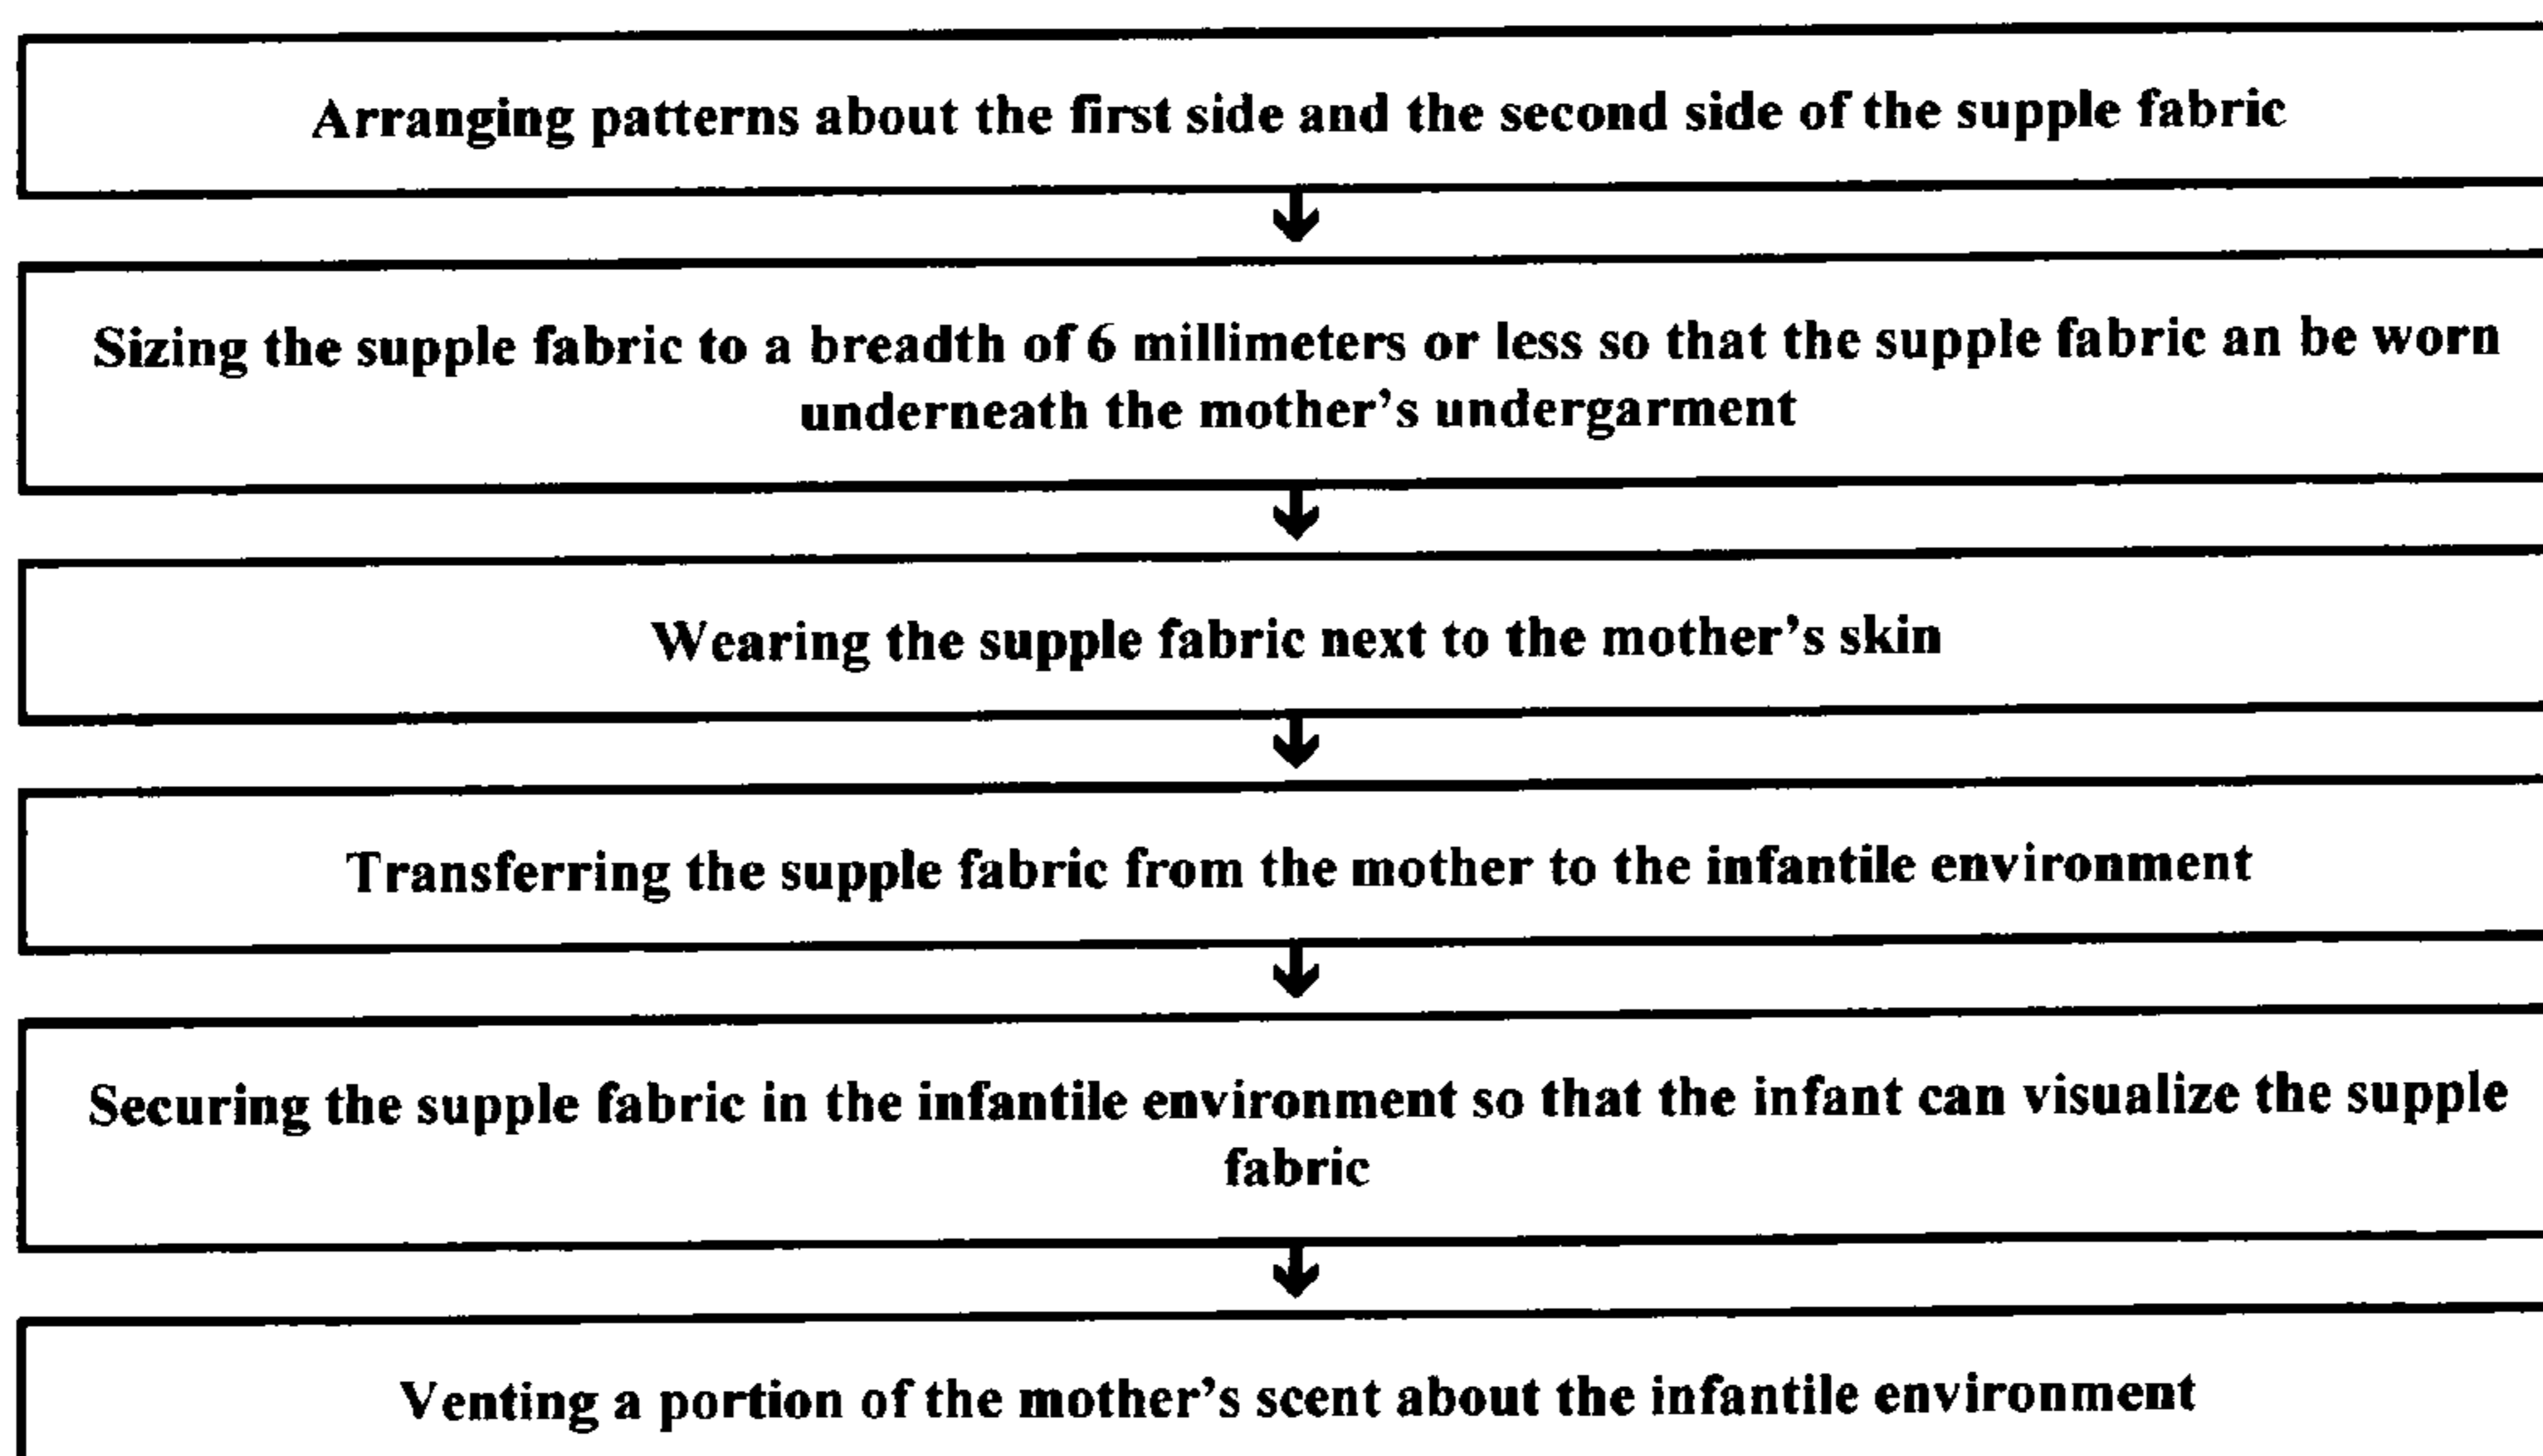 Arranging patterns about the first side and the second side of the supple fabric
Sizing the supple fabric to a breadth of 6 millimeters or less so that the supple fabric an be worn
underneath the mother's undergarment
Wearing the supple fabric next to the mother's skin
Transferring the supple fabric from the mother to the infantile environment
Securing the supple fabric in the infantile environment so that the infant can visualize the supple
fabric
Venting a portion of the mother's scent about the infantile environment